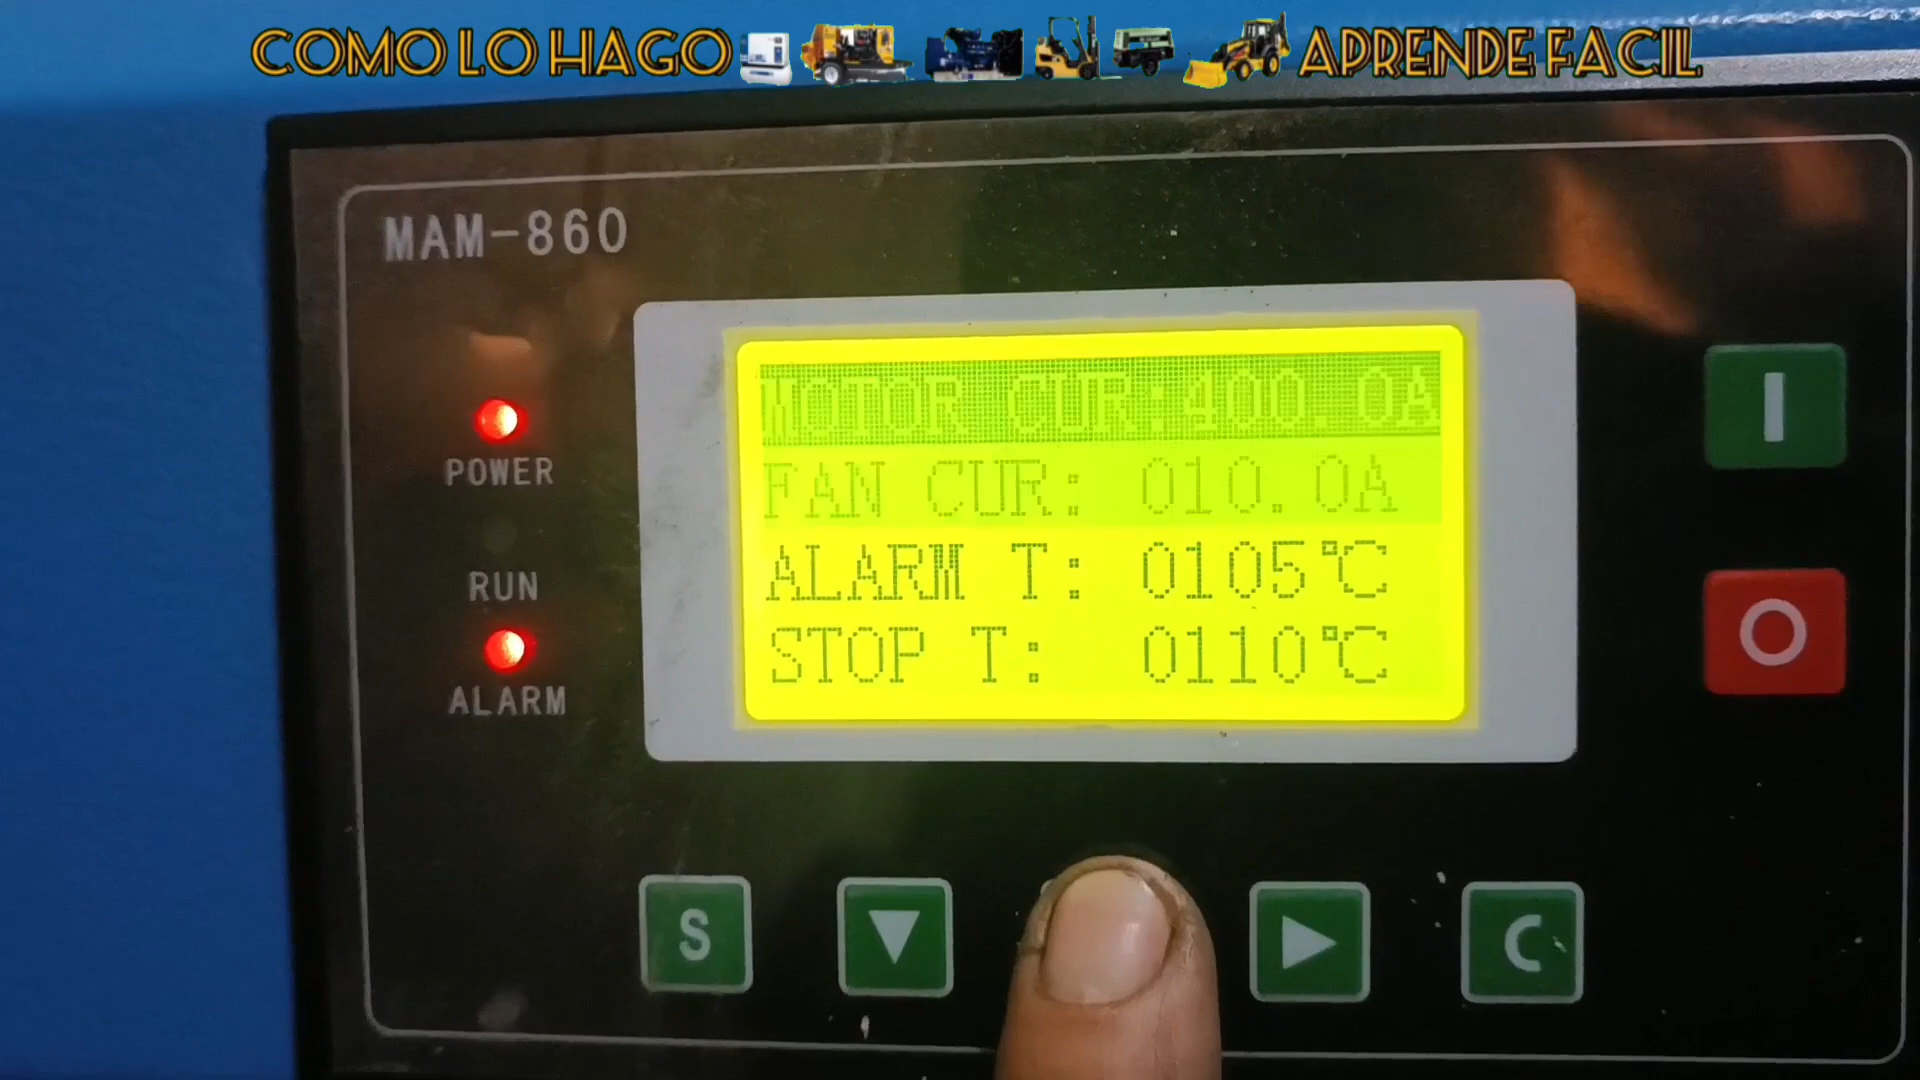 COMO LO HAGO APRENDE FACIL
MAM-860
MOTOR CUR:400.0A
FAN CUR: 010.0A
ALARM T: 0105℃
STOP T: 0110℃
POWER
RUN
ALARM
S
C